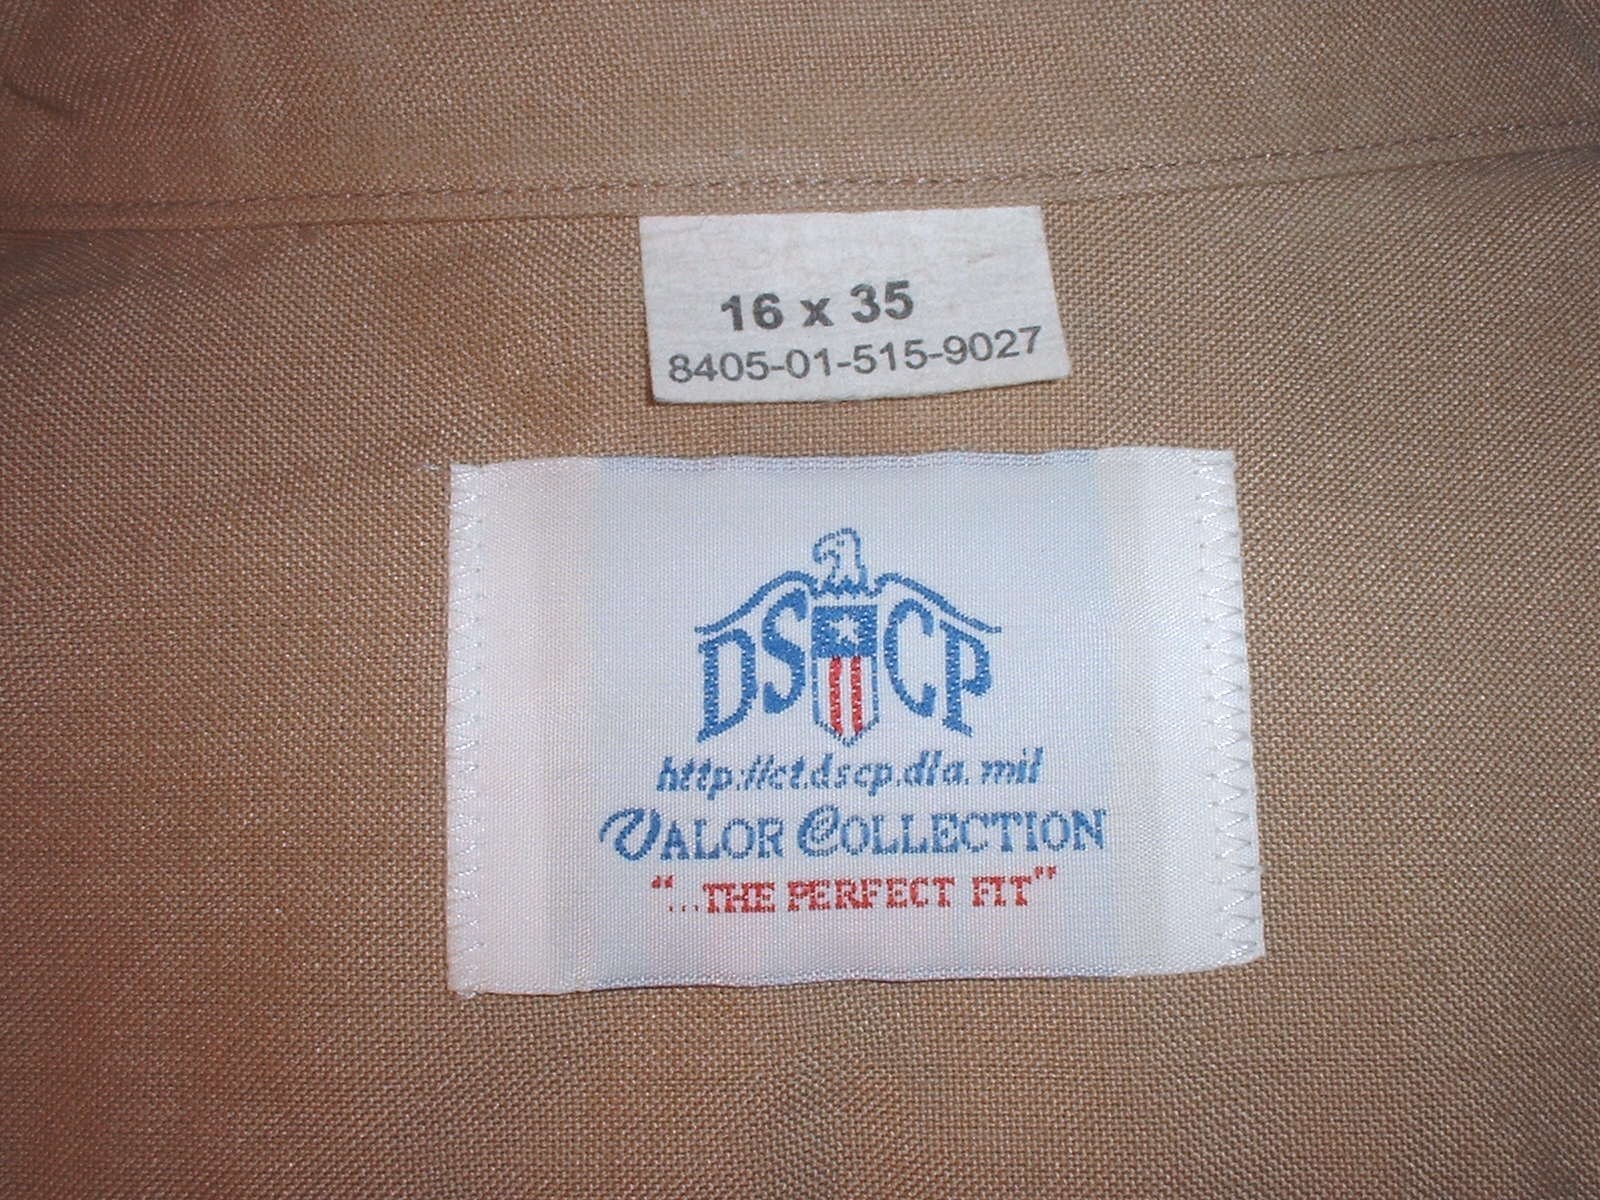 16 x 35
8405-01-515-9027
DSCP
http://ct.dscp.dla.mil
VALOR COLLECTION
"...THE PERFECT FIT"